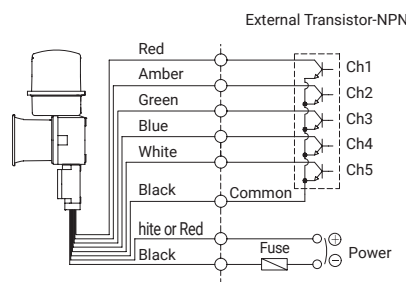 External Transistor-NPN
Red
Ch1
Amber
Ch2
Green
Ch3
Blue
Ch4
White
Ch5
Black
Common
hite or Red
Fuse
Power
Black